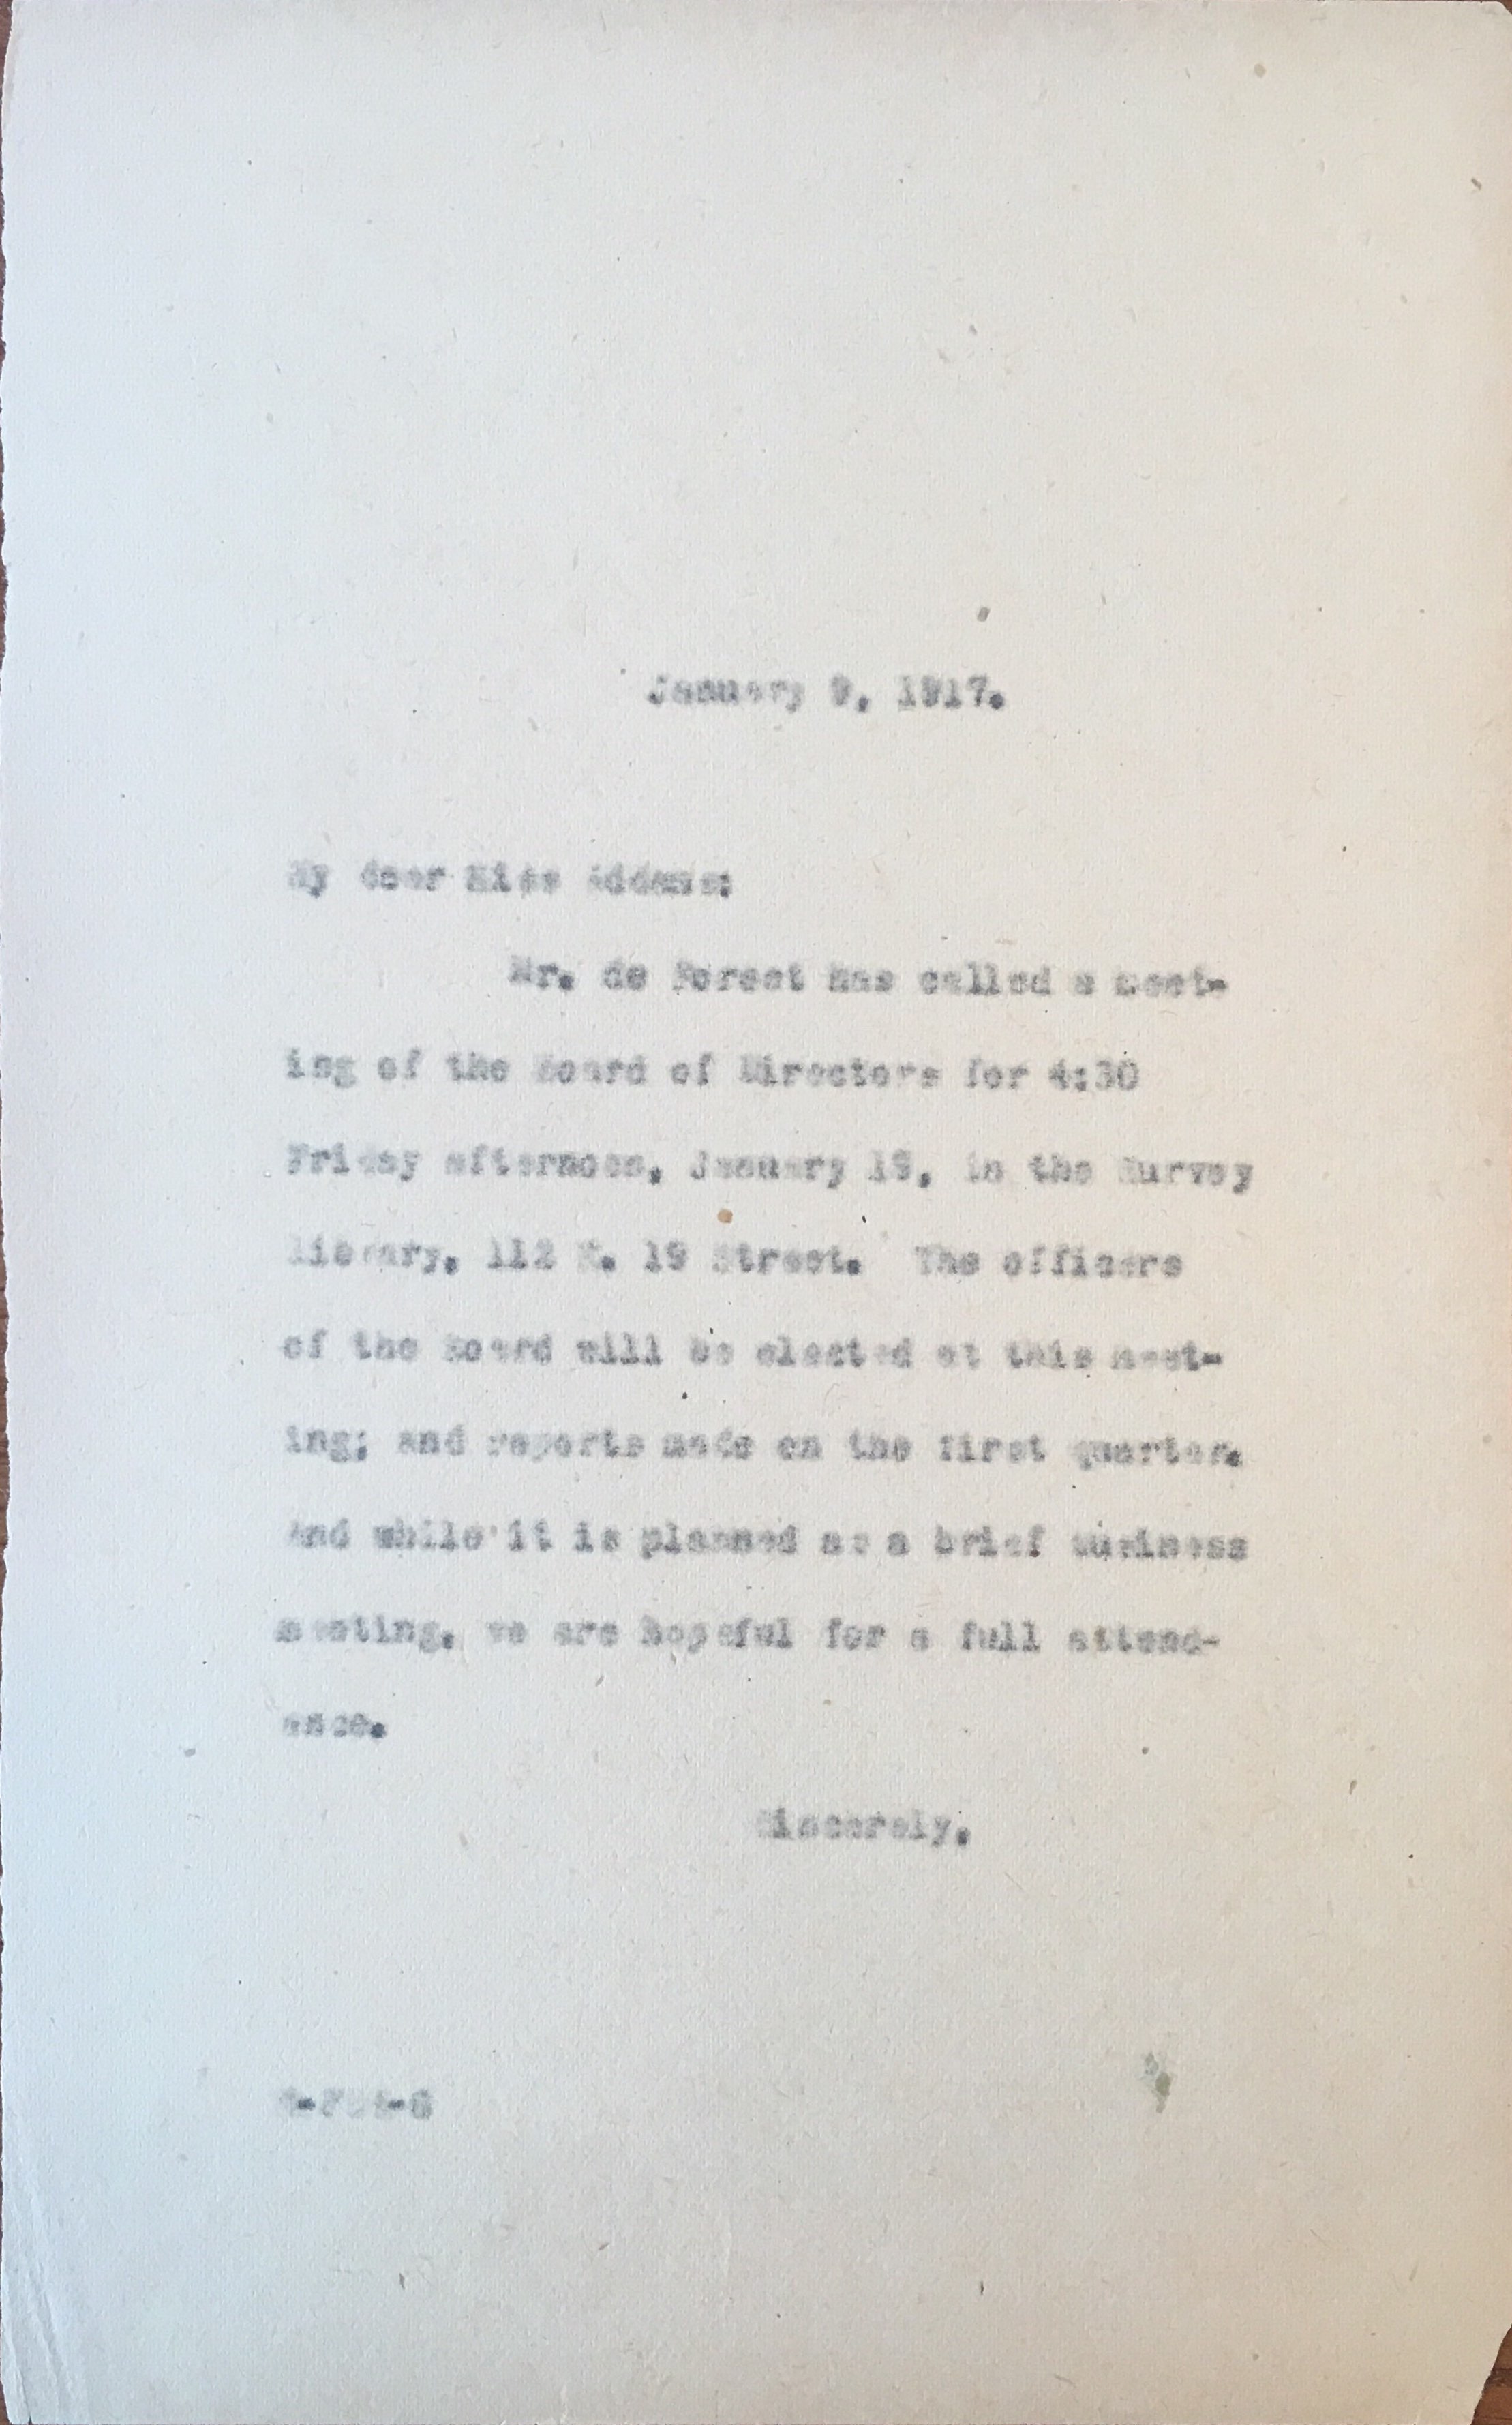 January 9, 1917.
My dear Miss Addams:
Mr. de Forest has called a meet-
ing of the Board of Directors for 4:30
Friday afternoon, January 19, in the Survey
library, 112 E. 19 Street. The officers
of the Board will be elected at this meet-
ing; and reports made on the first quarter.
And while it is planned as a brief business
meeting, we are hopeful for a full attend-
ance.
Sincerely,